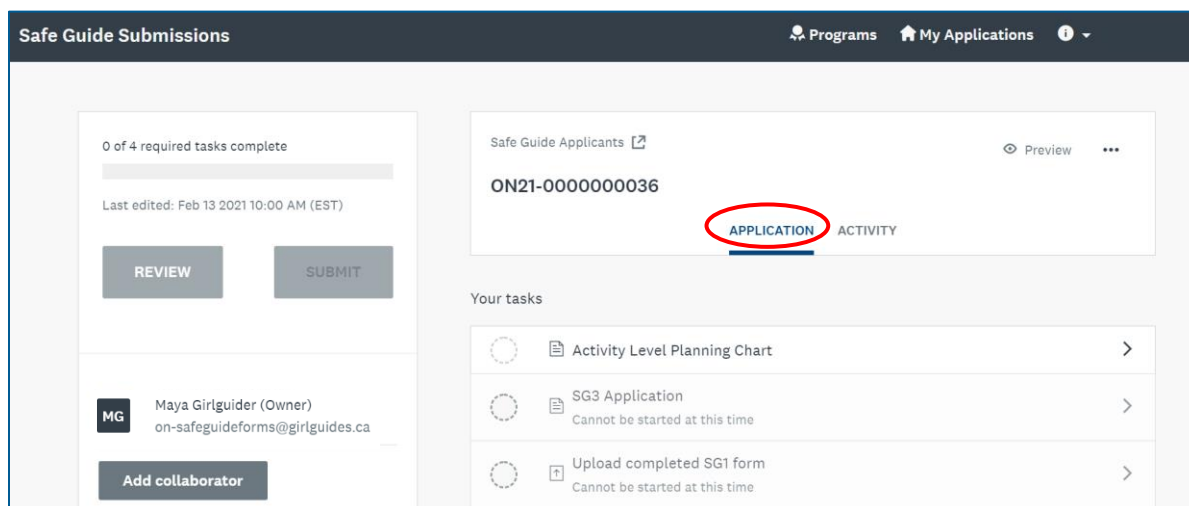 Safe Guide Submissions
Programs
My Applications
0 of 4 required tasks complete
Last edited: Feb 13 2021 10:00 AM (EST)
REVIEW
SUBMIT
MG
Maya Girlguider (Owner)
on-safeguideforms@girlguides.ca
Add collaborator
Safe Guide Applicants
Preview
ON21-0000000036
APPLICATION
ACTIVITY
Your tasks
Activity Level Planning Chart
SG3 Application
Cannot be started at this time
Upload completed SG1 form
Cannot be started at this time